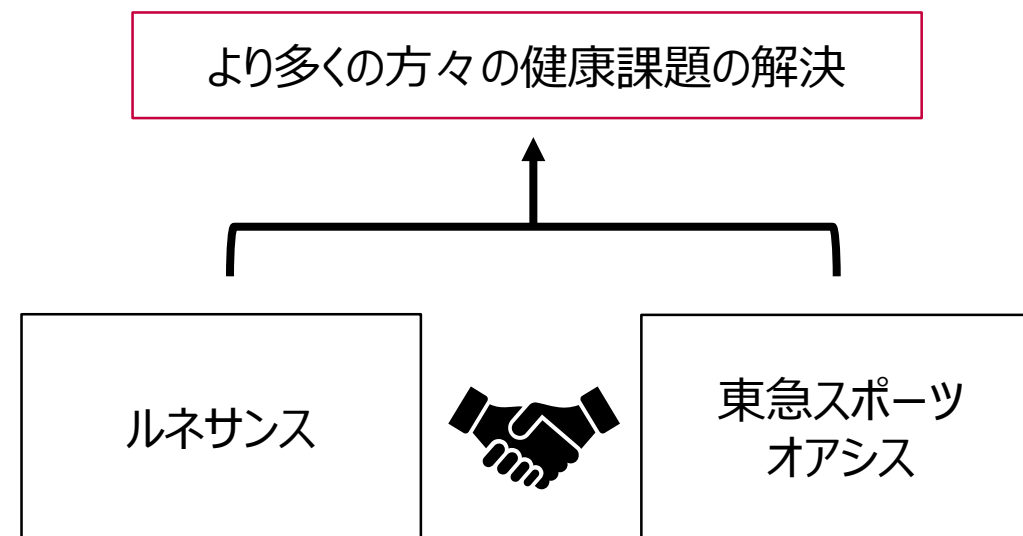 より多くの方々の健康課題の解決
ルネサンス
東急スポーツ
オアシス